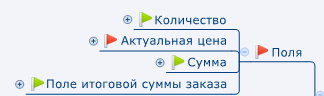 Количество
Актуальная цена
Поля
Сумма
Поле итоговой суммы заказа